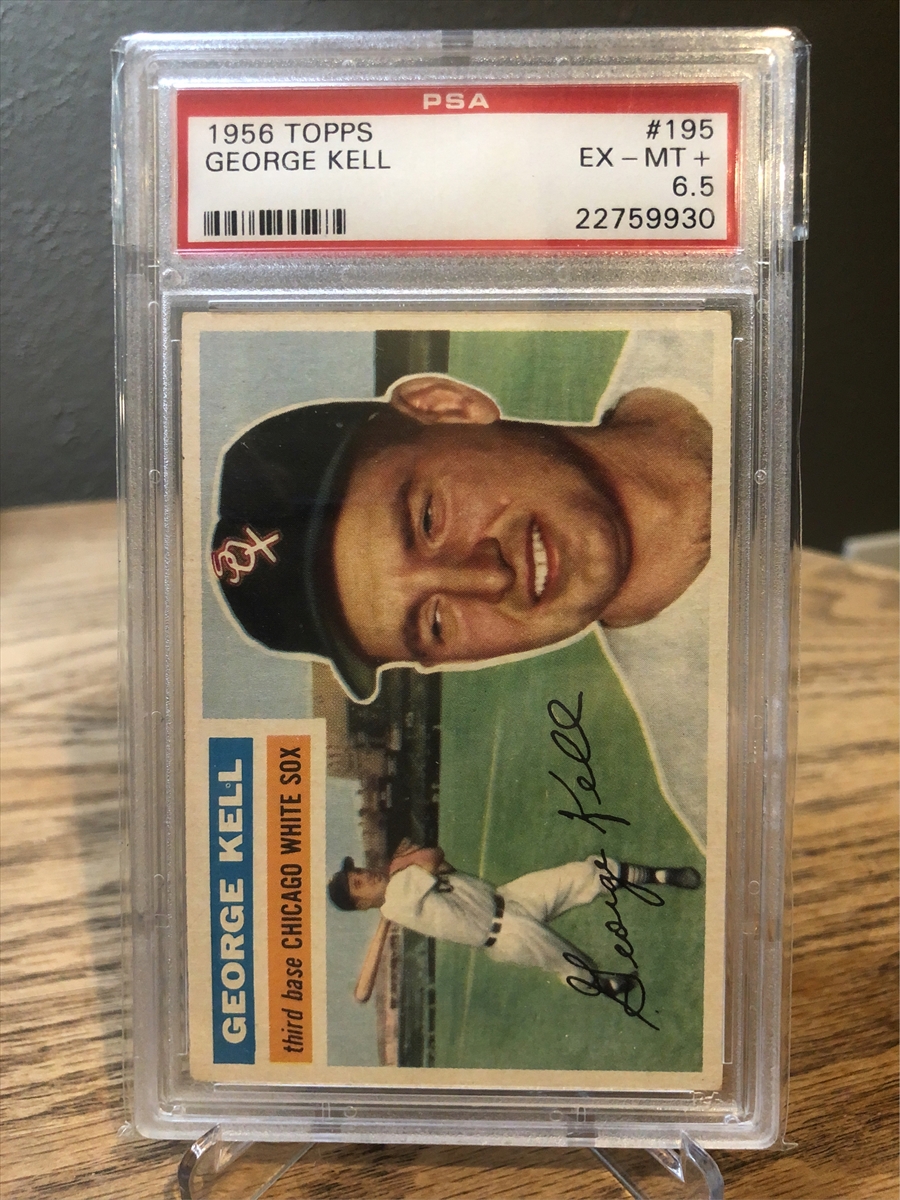 PSA
1956 TOPPS #195
GEORGE KELL EX - MT +
6.5
22759930
GEORGE KELL
third base CHICAGO WHITE SOX
SOX
George Kell